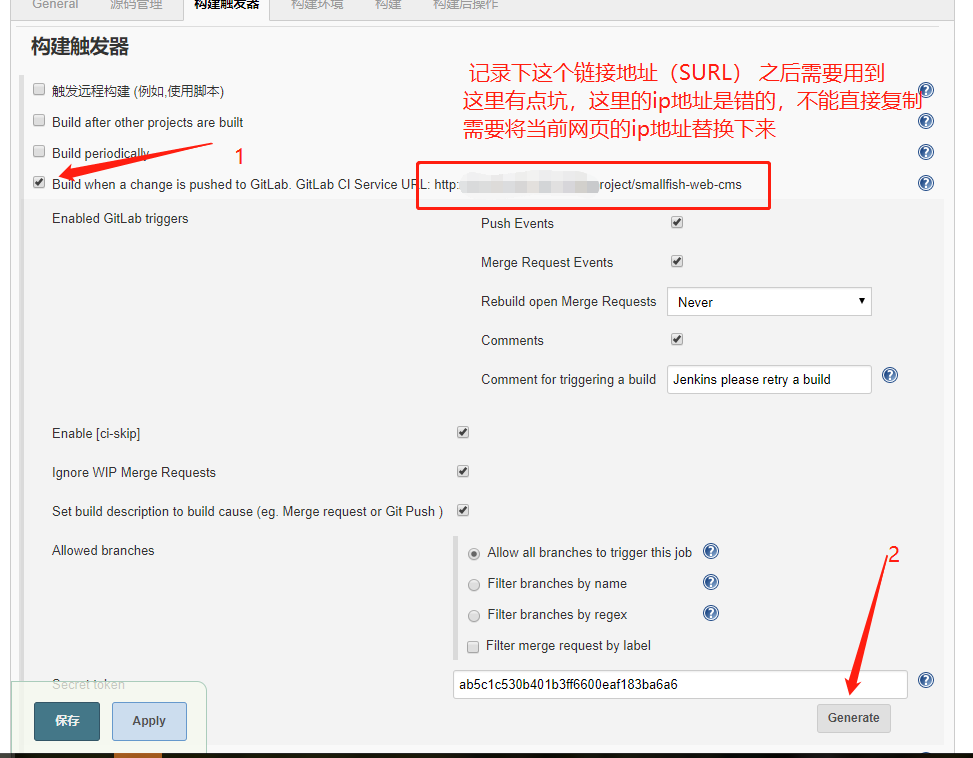 General 源码管理 构建触发器 构建环境 构建 构建后操作
构建触发器
记录下这个链接地址（SURL） 之后需要用到
这里有点坑，这里的ip地址是错的，不能直接复制
需要将当前网页的ip地址替换下来
触发远程构建 (例如,使用脚本)
Build after other projects are built
Build periodically
1
Build when a change is pushed to GitLab. GitLab CI Service URL: http: roject/smallfish-web-cms
Enabled GitLab triggers
Push Events
Merge Request Events
Rebuild open Merge Requests Never
Comments
Comment for triggering a build Jenkins please retry a build
Enable [ci-skip]
Ignore WIP Merge Requests
Set build description to build cause (eg. Merge request or Git Push )
Allowed branches
Allow all branches to trigger this job
2
Filter branches by name
Filter branches by regex
Filter merge request by label
Secret token
ab5c1c530b401b3ff6600eaf183ba6a6
保存 Apply
Generate